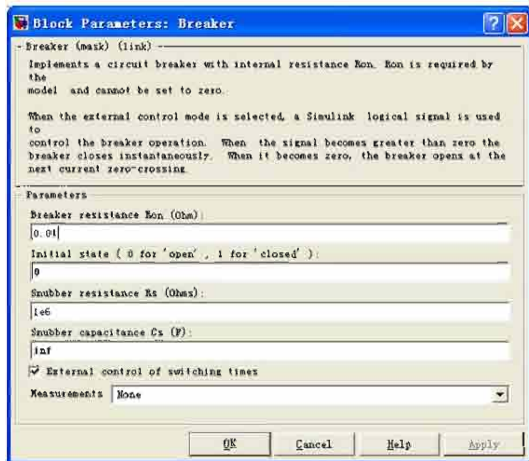 Block Parameters: Breaker
Breaker (mask) (link)
Implements a circuit breaker with internal resistance Ron. Ron is required by
the
model and cannot be set to zero.
When the external control mode is selected, a Simulink logical signal is used
to
control the breaker operation. When the signal becomes greater than zero the
breaker closes instantaneously. When it becomes zero, the breaker opens at the
next current zero-crossing
Parameters
Breaker resistance Ron (Ohm):
0.01
Initial state ( 0 for 'open' , 1 for 'closed' ):
0
Snubber resistance Rs (Ohms):
1e6
Snubber capacitance Cs (F):
inf
External control of switching times
Measurements None
OK Cancel Help Apply